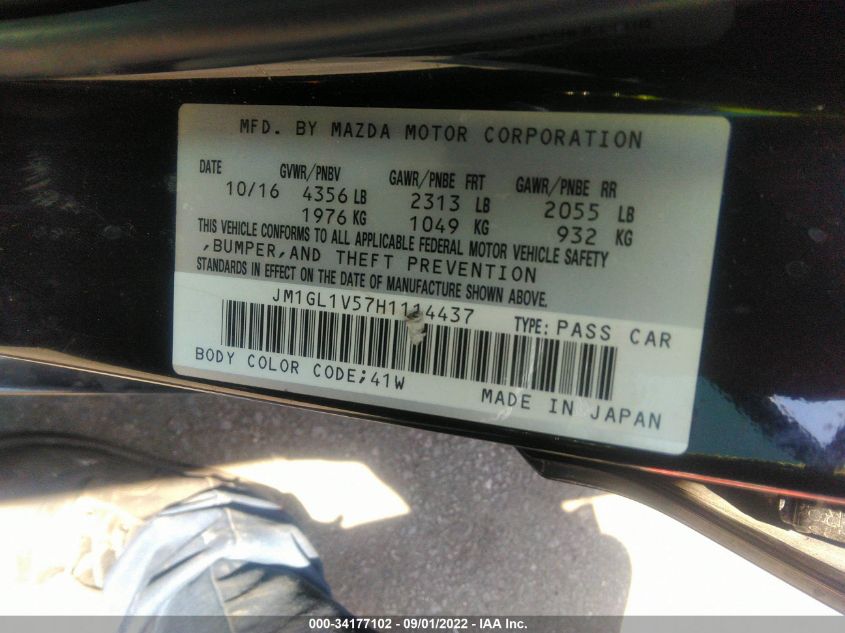 MFD. BY MAZDA MOTOR CORPORATION
DATE GVWR/PNBV GAWR/PNBE FRT GAWR/PNBE RR
10/16 4356 LB 2313 LB 2055 LB
1976 KG 1049 KG 932 KG
THIS VEHICLE CONFORMS TO ALL APPLICABLE FEDERAL MOTOR VEHICLE SAFETY
,BUMPER,AND THEFT PREVENTION
STANDARDS IN EFFECT ON THE DATE OF MANUFACTURE SHOWN ABOVE.
JM1GL1V57H1114437 TYPE: PASS CAR
BODY COLOR CODE;41W
MADE IN JAPAN
000-34177102 - 09/01/2022 - IAA Inc.